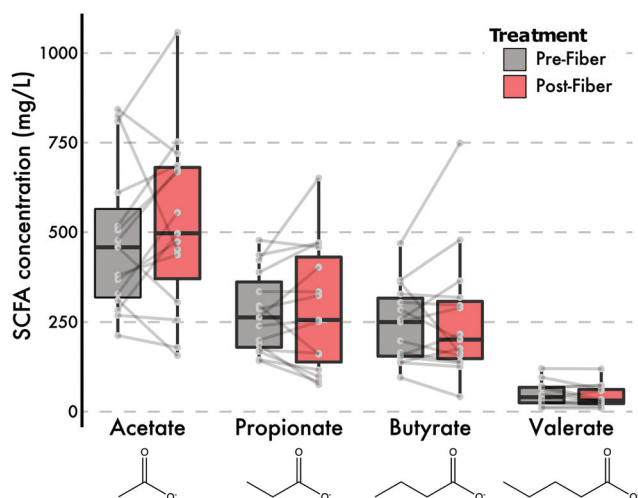 Treatment
Pre-Fiber
Post-Fiber
SCFA concentration (mg/L)
1000
750
500
250
0
Acetate
Propionate
Butyrate
Valerate
O
O-
O
O-
O
O-
O
O-